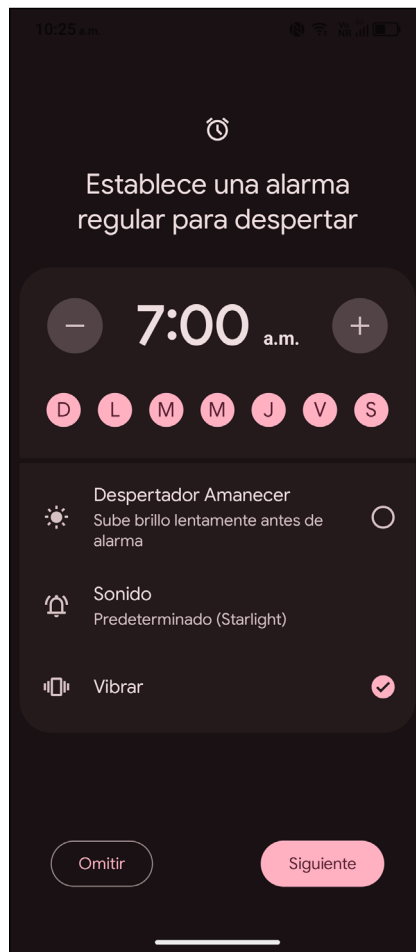 10:25 a.m.
Establece una alarma
regular para despertar
7:00 a.m.
D L M M J V S
Despertador Amanecer
Sube brillo lentamente antes de
alarma
Sonido
Predeterminado (Starlight)
Vibrar
Omitir
Siguiente